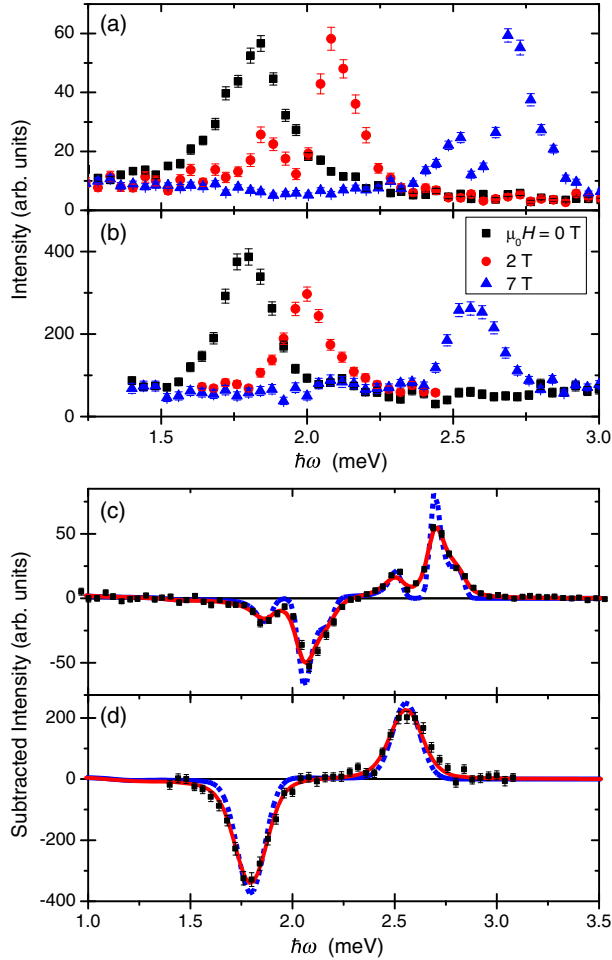 (a)
60
40
20
0
Intensity (arb. units)
(b)
μ₀H = 0 T
2 T
7 T
400
200
0
1.5 2.0 2.5 3.0
ħω (meV)
(c)
50
0
-50
Subtracted Intensity (arb. units)
(d)
200
0
-200
-400
1.0 1.5 2.0 2.5 3.0 3.5
ħω (meV)